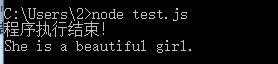 C:\Users\2>node test.js
程序执行结束!
She is a beautiful girl.